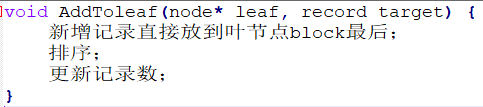 void AddToleaf(node* leaf, record target) {
新增记录直接放到叶节点block最后；
排序；
更新记录数；
}